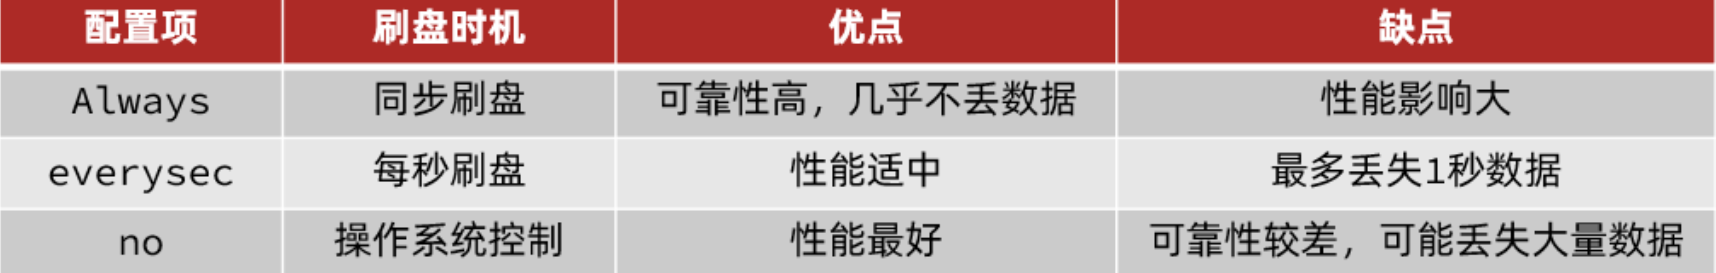 配置项 刷盘时机 优点 缺点
Always 同步刷盘 可靠性高，几乎不丢数据 性能影响大
everysec 每秒刷盘 性能适中 最多丢失1秒数据
no 操作系统控制 性能最好 可靠性较差，可能丢失大量数据